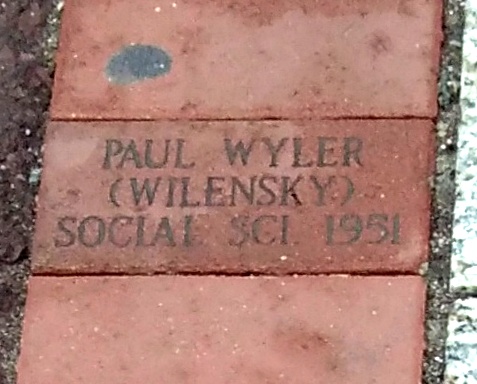 PAUL WYLER
(WILENSKY)
SOCIAL SCI 1951